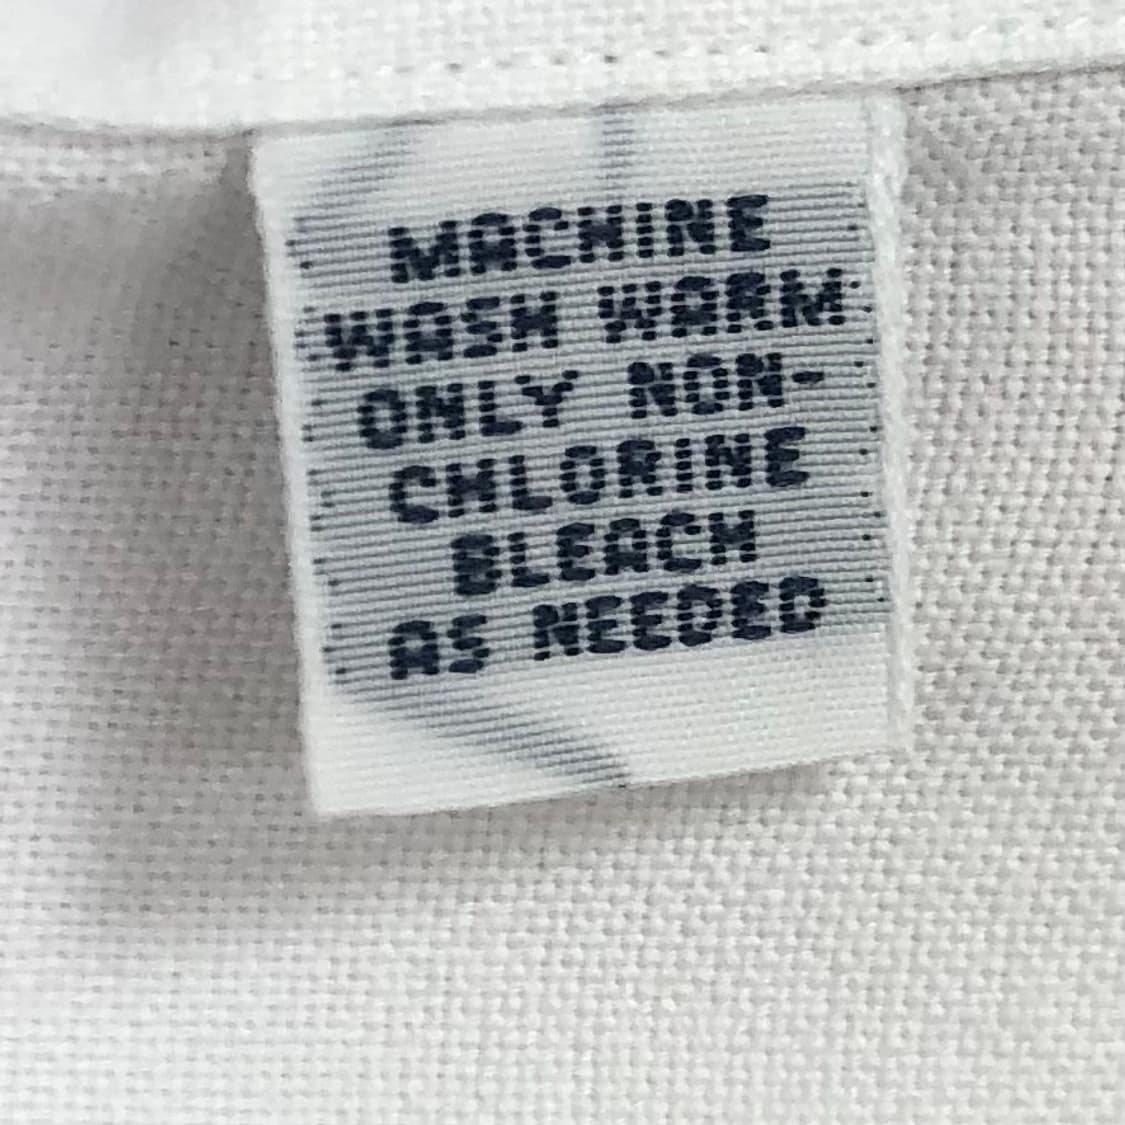 MACHINE
WASH WARM
ONLY NON-
CHLORINE
BLEACH
AS NEEDED